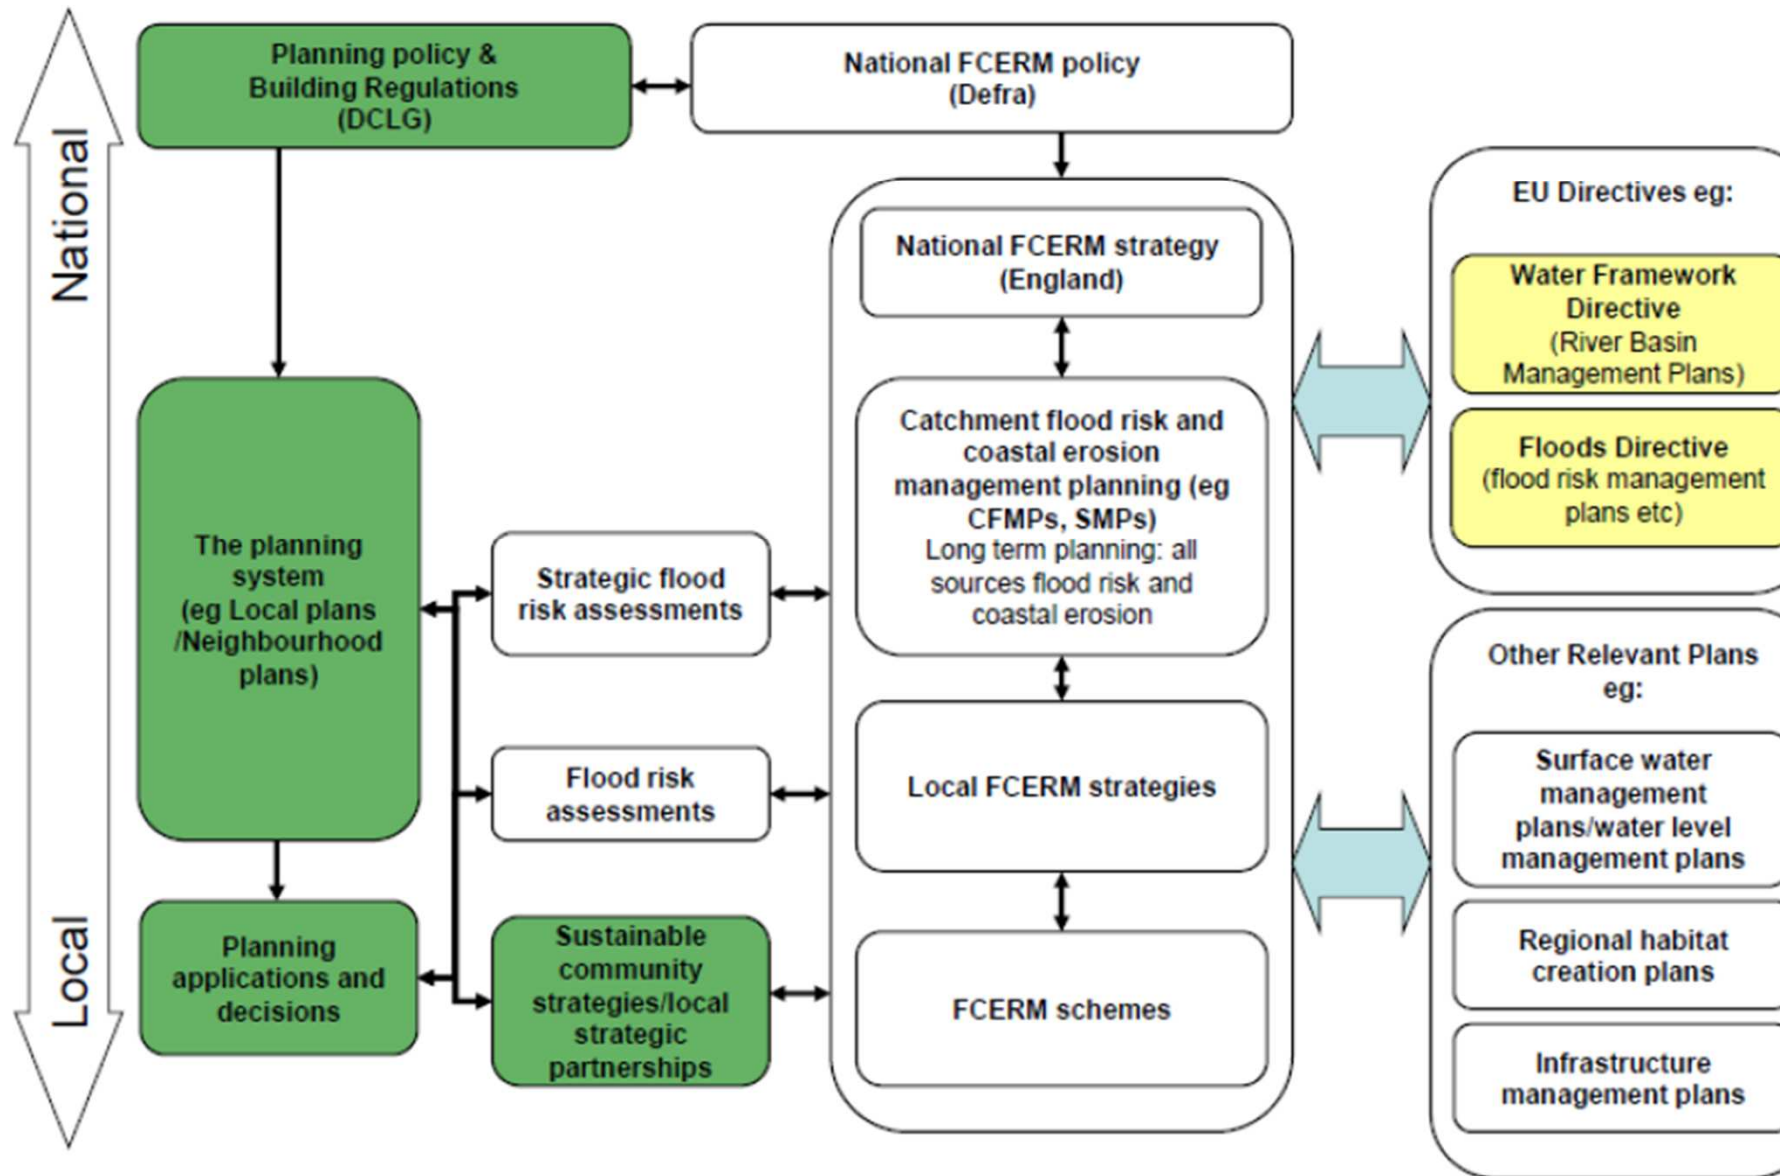 National
Local
Planning policy &
Building Regulations
(DCLG)
National FCERM policy
(Defra)
The planning
system
(eg Local plans
/Neighbourhood
plans)
Planning
applications and
decisions
Strategic flood
risk assessments
Flood risk
assessments
Sustainable
community
strategies/local
strategic
partnerships
National FCERM strategy
(England)
Catchment flood risk and
coastal erosion
management planning (eg
CFMPs, SMPs)
Long term planning: all
sources flood risk and
coastal erosion
Local FCERM strategies
FCERM schemes
EU Directives eg:
Water Framework
Directive
(River Basin
Management Plans)
Floods Directive
(flood risk management
plans etc)
Other Relevant Plans
eg:
Surface water
management
plans/water level
management plans
Regional habitat
creation plans
Infrastructure
management plans